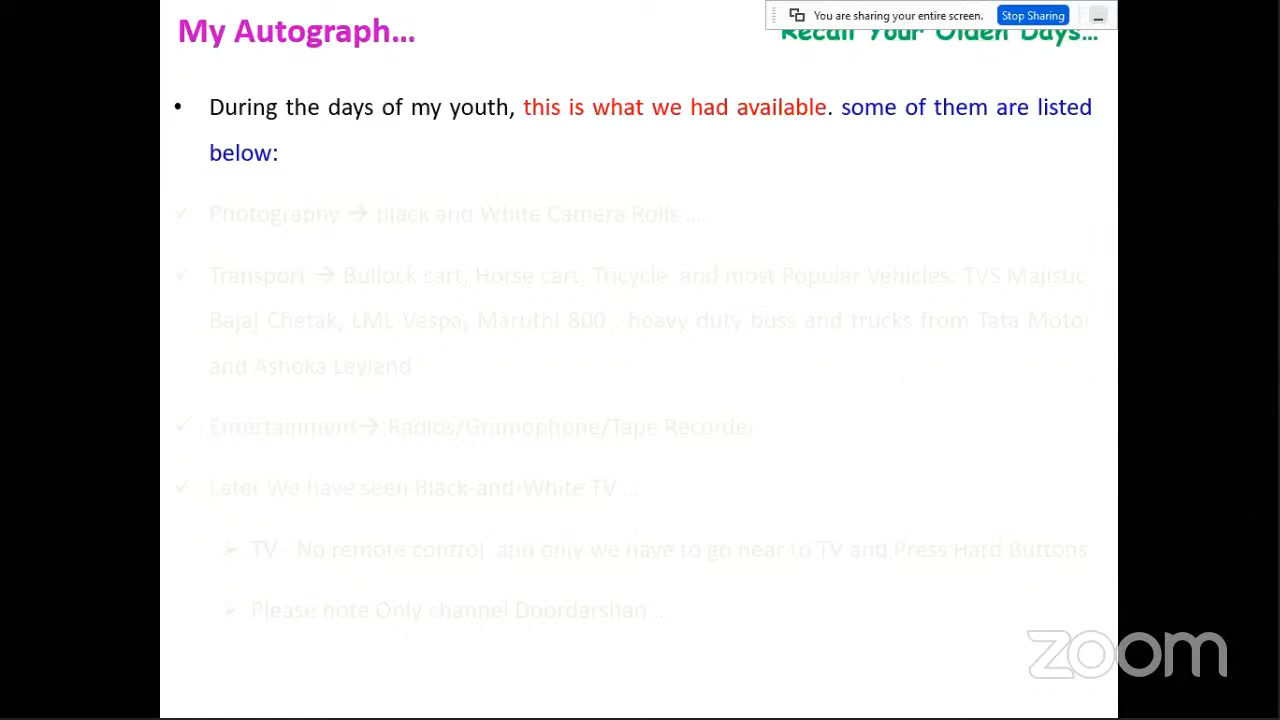 You are sharing your entire screen. Stop Sharing
My Autograph...
Recall Your Olden Days...
• During the days of my youth, this is what we had available. some of them are listed
below:
✓ Photography → black and White Camera Rolls ....
✓ Transport → Bullock cart, Horse cart, Tricycle and most Popular Vehicles: TVS Majistic,
Bajaj Chetak, LML Vespa, Maruthi 800 . heavy duty buss and trucks from Tata Motor
and Ashoka Leyland
✓ Entertainment→ Radios/Gramophone/Tape Recorder
✓ Later We have seen Black-and-White TV ...
➢ TV - No remote control and only we have to go near to TV and Press Hard Buttons
➢ Please note Only channel Doordarshan ...
zoom